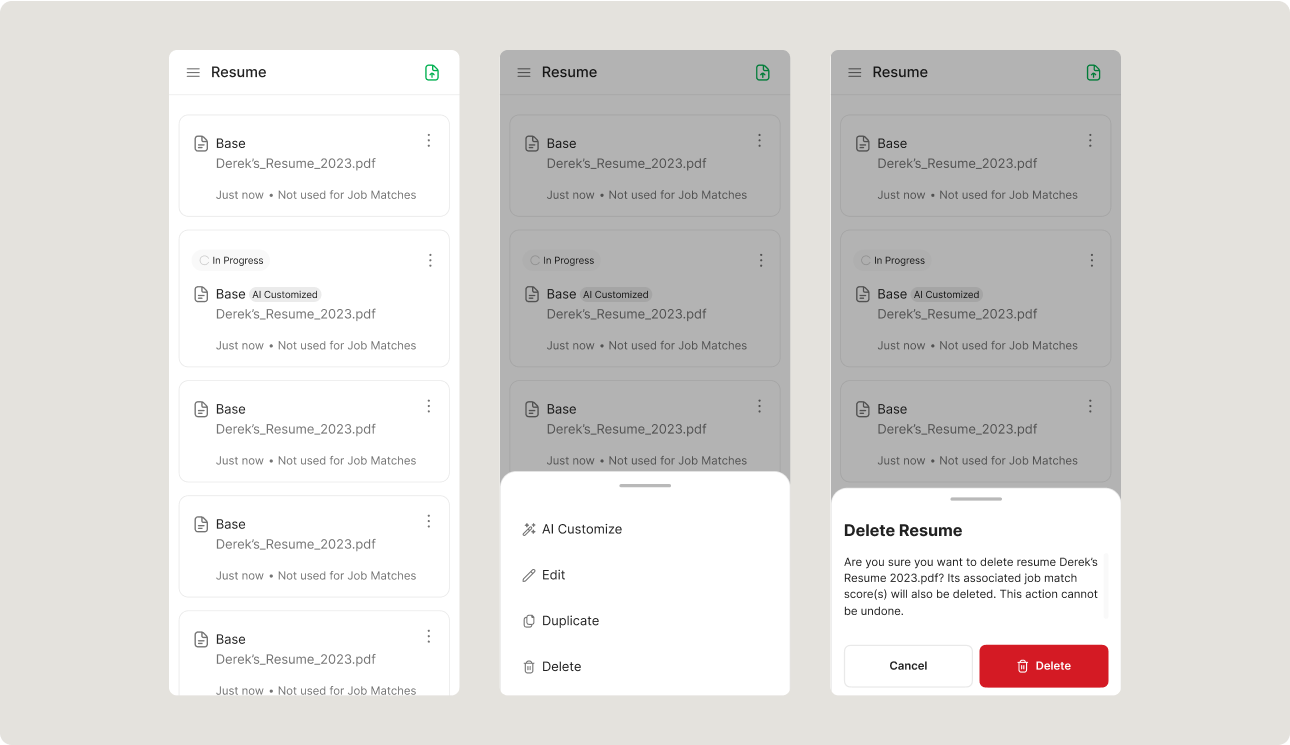 Resume
Base
Derek’s_Resume_2023.pdf
Just now • Not used for Job Matches
In Progress
Base AI Customized
Derek’s_Resume_2023.pdf
Just now • Not used for Job Matches
Base
Derek’s_Resume_2023.pdf
Just now • Not used for Job Matches
Base
Derek’s_Resume_2023.pdf
Just now • Not used for Job Matches
Base
Derek’s_Resume_2023.pdf
Just now • Not used for Job Matches
Resume
Base
Derek’s_Resume_2023.pdf
Just now • Not used for Job Matches
In Progress
Base AI Customized
Derek’s_Resume_2023.pdf
Just now • Not used for Job Matches
Base
Derek’s_Resume_2023.pdf
Just now • Not used for Job Matches
AI Customize
Edit
Duplicate
Delete
Resume
Base
Derek’s_Resume_2023.pdf
Just now • Not used for Job Matches
In Progress
Base AI Customized
Derek’s_Resume_2023.pdf
Just now • Not used for Job Matches
Base
Derek’s_Resume_2023.pdf
Just now • Not used for Job Matches
Delete Resume
Are you sure you want to delete resume Derek’s
Resume 2023.pdf? Its associated job match
score(s) will also be deleted. This action cannot
be undone.
Cancel
Delete